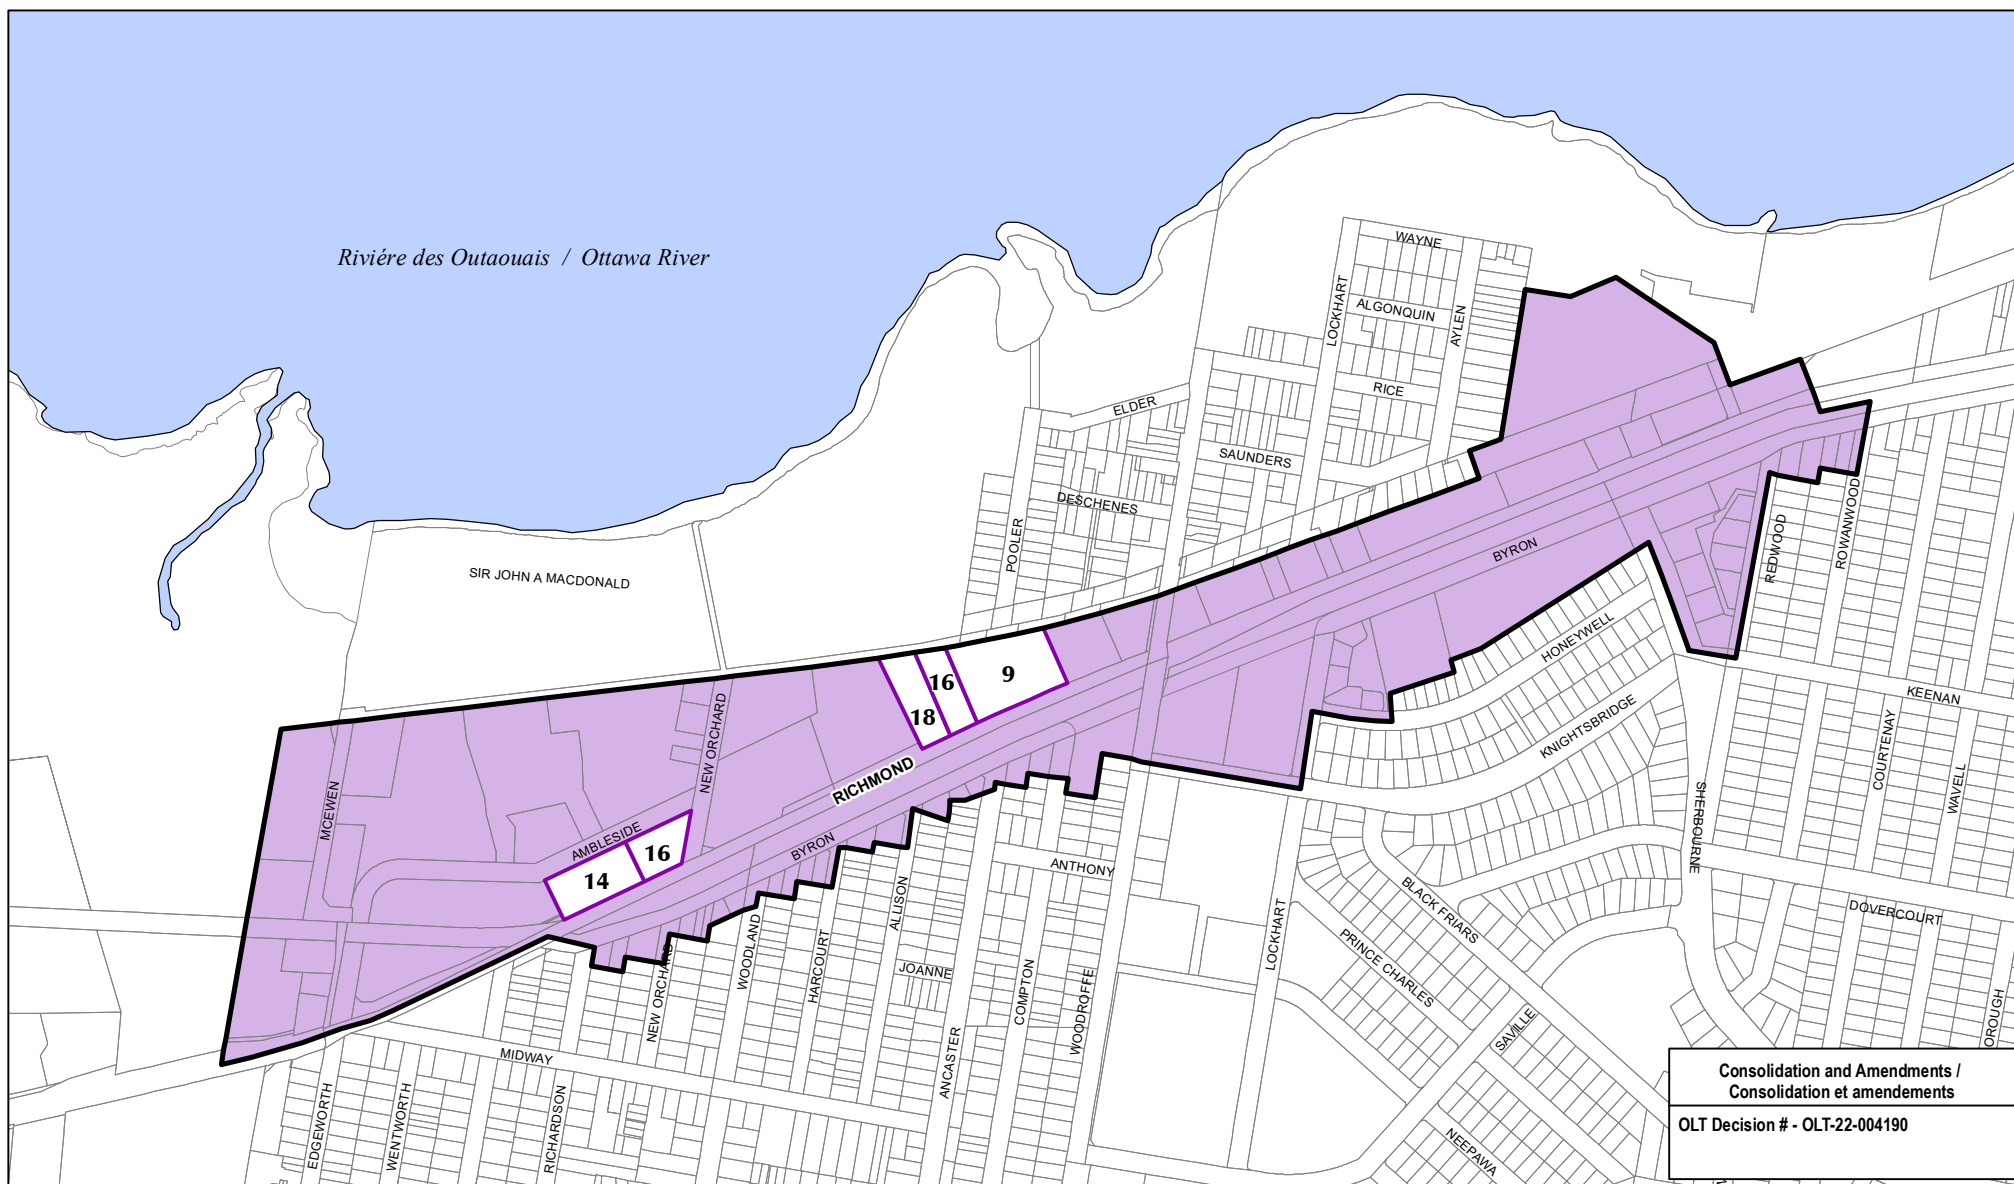 Riviére des Outaouais / Ottawa River
WAYNE
LOCKHART
ALGONQUIN
AYLEN
RICE
ELDER
SAUNDERS
DESCHENES
POOLER
SIR JOHN A MACDONALD
BYRON
REDWOOD
ROWANWOOD
HONEYWELL
KNIGHTSBRIDGE
KEENAN
COURTENAY
WAVELL
SHERBOURNE
9
16
18
NEW ORCHARD
RICHMOND
MCEWEN
AMBLESIDE
16
14
BYRON
ANTHONY
ALLISON
BLACK FRIARS
DOVERCOURT
LOCKHART
PRINCE CHARLES
WOODLAND
HARCOURT
JOANNE
COMPTON
WOODROFFE
NEW ORCHARD
ANCASTER
MIDWAY
SAVILLE
OROUGH
EDGEWORTH
WENTWORTH
RICHARDSON
NEEPAWA
Consolidation and Amendments /
Consolidation et amendements
OLT Decision # - OLT-22-004190